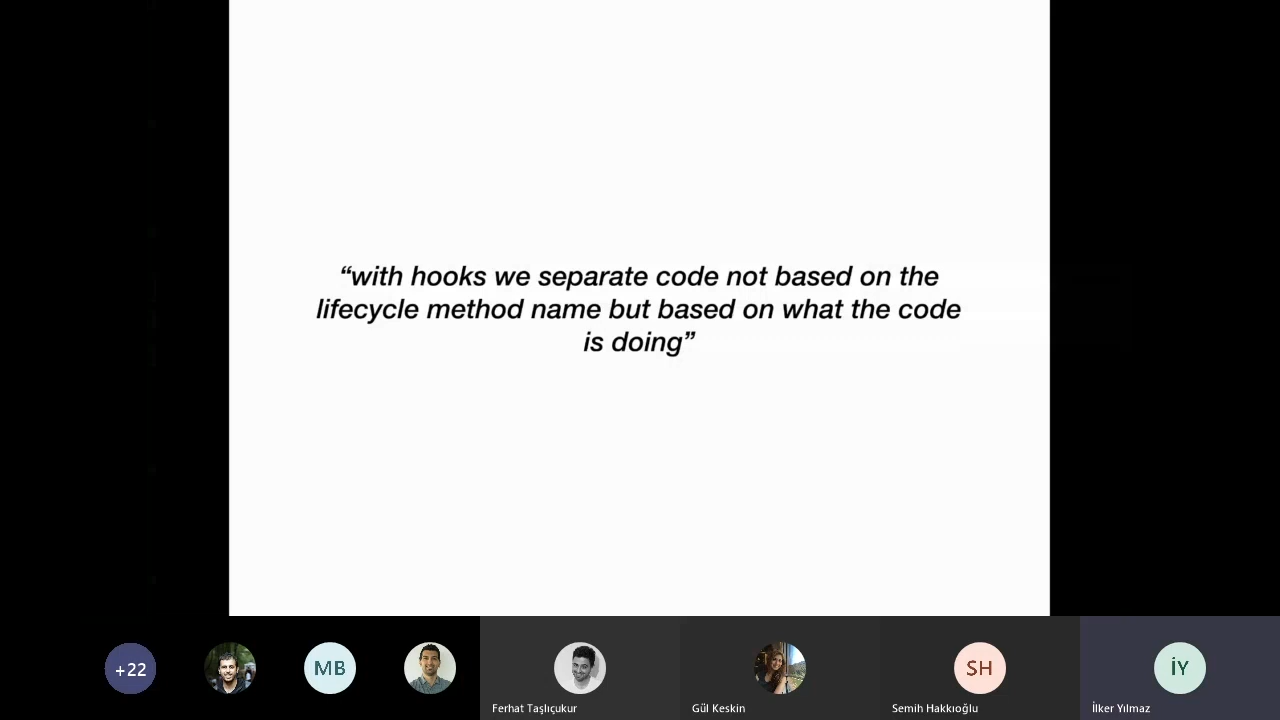 “with hooks we separate code not based on the
lifecycle method name but based on what the code
is doing”
+22
MB
SH
İY
Ferhat Taşlıçukur
Gül Keskin
Semih Hakkıoğlu
İlker Yılmaz